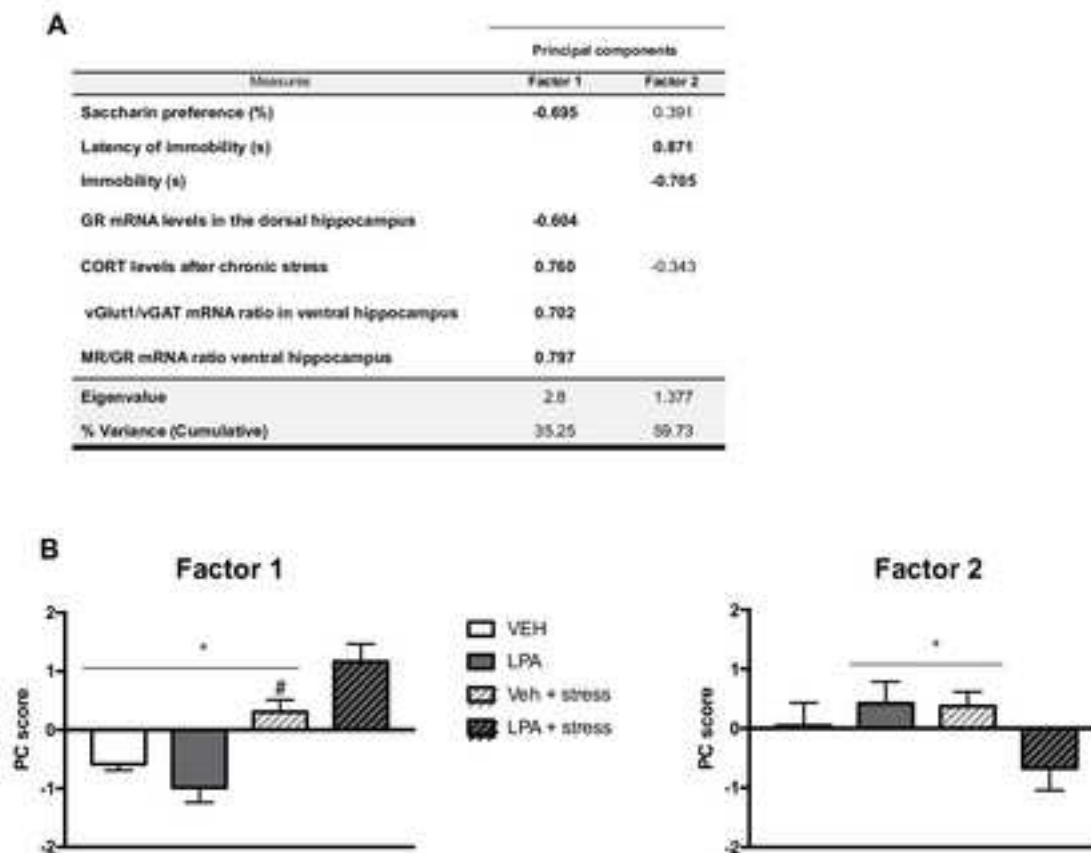 A
Principal components
Measures Factor 1 Factor 2
Saccharin preference (%) -0.695 0.391
Latency of immobility (s) 0.871
Immobility (s) -0.705
GR mRNA levels in the dorsal hippocampus -0.604
CORT levels after chronic stress 0.760 -0.343
vGlut1/vGAT mRNA ratio in ventral hippocampus 0.702
MR/GR mRNA ratio ventral hippocampus 0.797
Eigenvalue 2.8 1.377
% Variance (Cumulative) 35.25 59.73
B
Factor 1
PC score
2
1
0
-1
-2
*
#
VEH
LPA
Veh + stress
LPA + stress
Factor 2
PC score
2
1
0
-1
-2
*